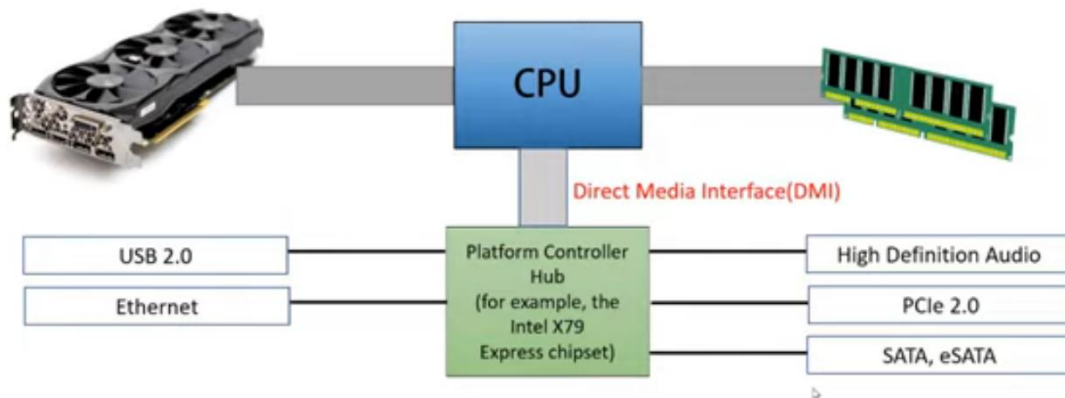 CPU
Direct Media Interface(DMI)
USB 2.0
Ethernet
Platform Controller
Hub
(for example, the
Intel X79
Express chipset)
High Definition Audio
PCIe 2.0
SATA, eSATA